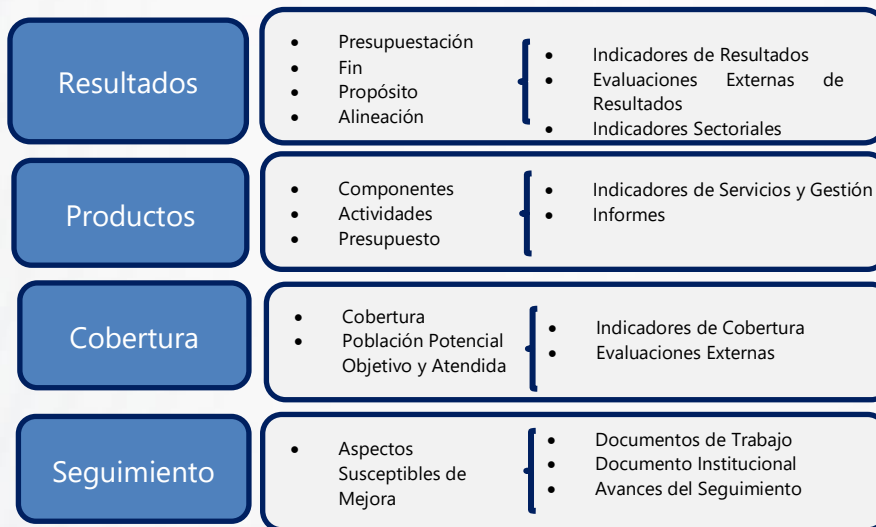 Resultados
Presupuestación
Fin
Propósito
Alineación
Indicadores de Resultados
Evaluaciones Externas de
Resultados
Indicadores Sectoriales
Productos
Componentes
Actividades
Presupuesto
Indicadores de Servicios y Gestión
Informes
Cobertura
Cobertura
Población Potencial
Objetivo y Atendida
Indicadores de Cobertura
Evaluaciones Externas
Seguimiento
Aspectos
Susceptibles de
Mejora
Documentos de Trabajo
Documento Institucional
Avances del Seguimiento